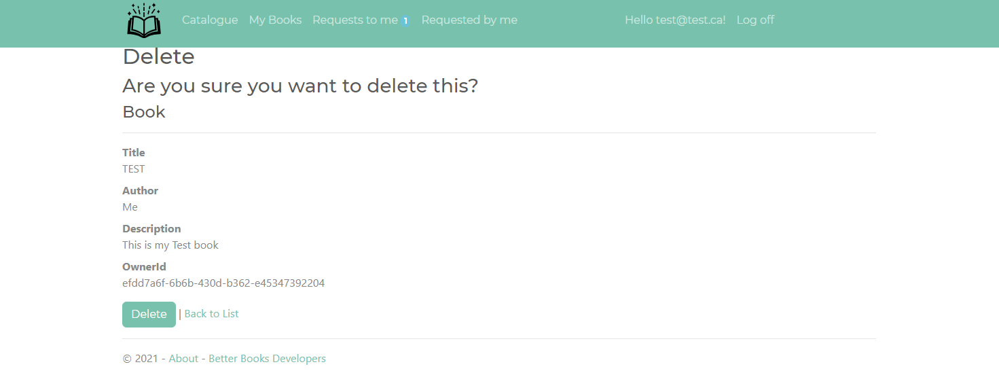 Catalogue My Books Requests to me 1 Requested by me Hello test@test.ca! Log off
Delete
Are you sure you want to delete this?
Book
Title
TEST
Author
Me
Description
This is my Test book
OwnerId
efdd7a6f-6b6b-430d-b362-e45347392204
Delete | Back to List
© 2021 - About - Better Books Developers